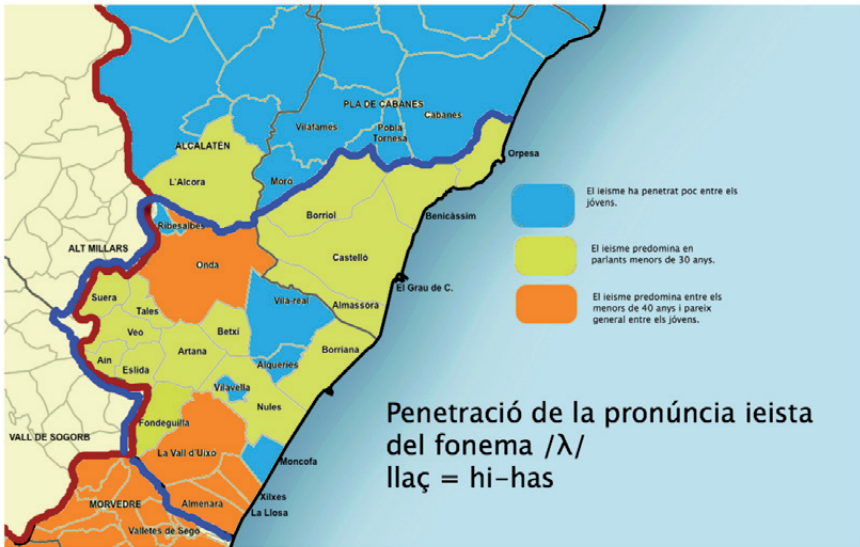 PLA DE CABANES
Cabanes
Vilafames
Pobla
Tornesa
ALCALATÉN
Orpesa
L'Alcora
Moró
El ieisme ha penetrat poc entre els
jóvens.
Borriol
Benicàssim
Ribesalbes
ALT MILLARS
El ieisme predomina en
parlants menors de 30 anys.
Onda
Castelló
El Grau de C.
Suera
Vila-real
Almassora
El ieisme predomina entre els
menors de 40 anys i pareix
general entre els jóvens.
Tales
Veo
Betxí
Artana
Borriana
Aín
Eslida
Alqueries
Vilavella
Nules
Fondeguilla
Penetració de la pronúncia ieista
del fonema /λ/
llaç = hi-has
VALL DE SOGORB
La Vall d'Uixo
Moncofa
Xilxes
MORVEDRE
Almenara
La Llosa
Valletes de Sego